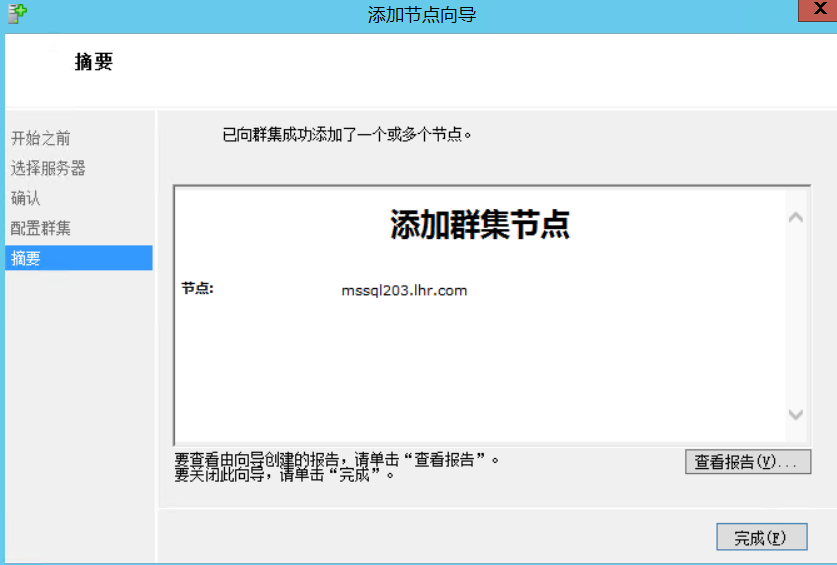 添加节点向导
摘要
开始之前
选择服务器
确认
配置群集
摘要
已向群集成功添加了一个或多个节点。
添加群集节点
节点:
mssql203.lhr.com
要查看由向导创建的报告，请单击“查看报告”。
要关闭此向导，请单击“完成”。
查看报告(V)...
完成(F)